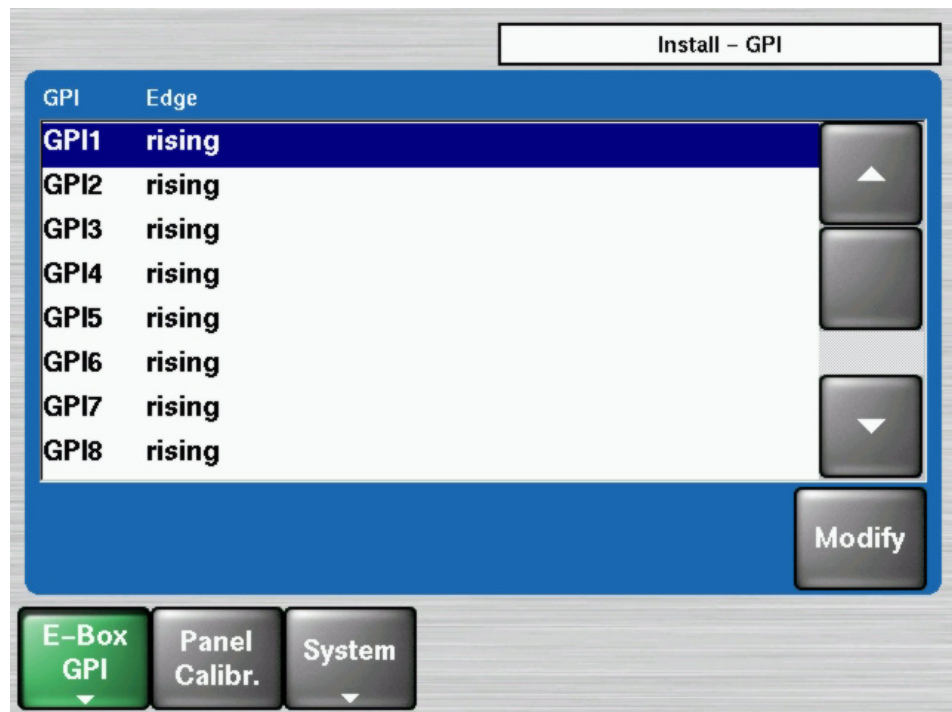 Install – GPI
GPI Edge
GPI1 rising
GPI2 rising
GPI3 rising
GPI4 rising
GPI5 rising
GPI6 rising
GPI7 rising
GPI8 rising
Modify
E–Box
GPI
Panel
Calibr.
System